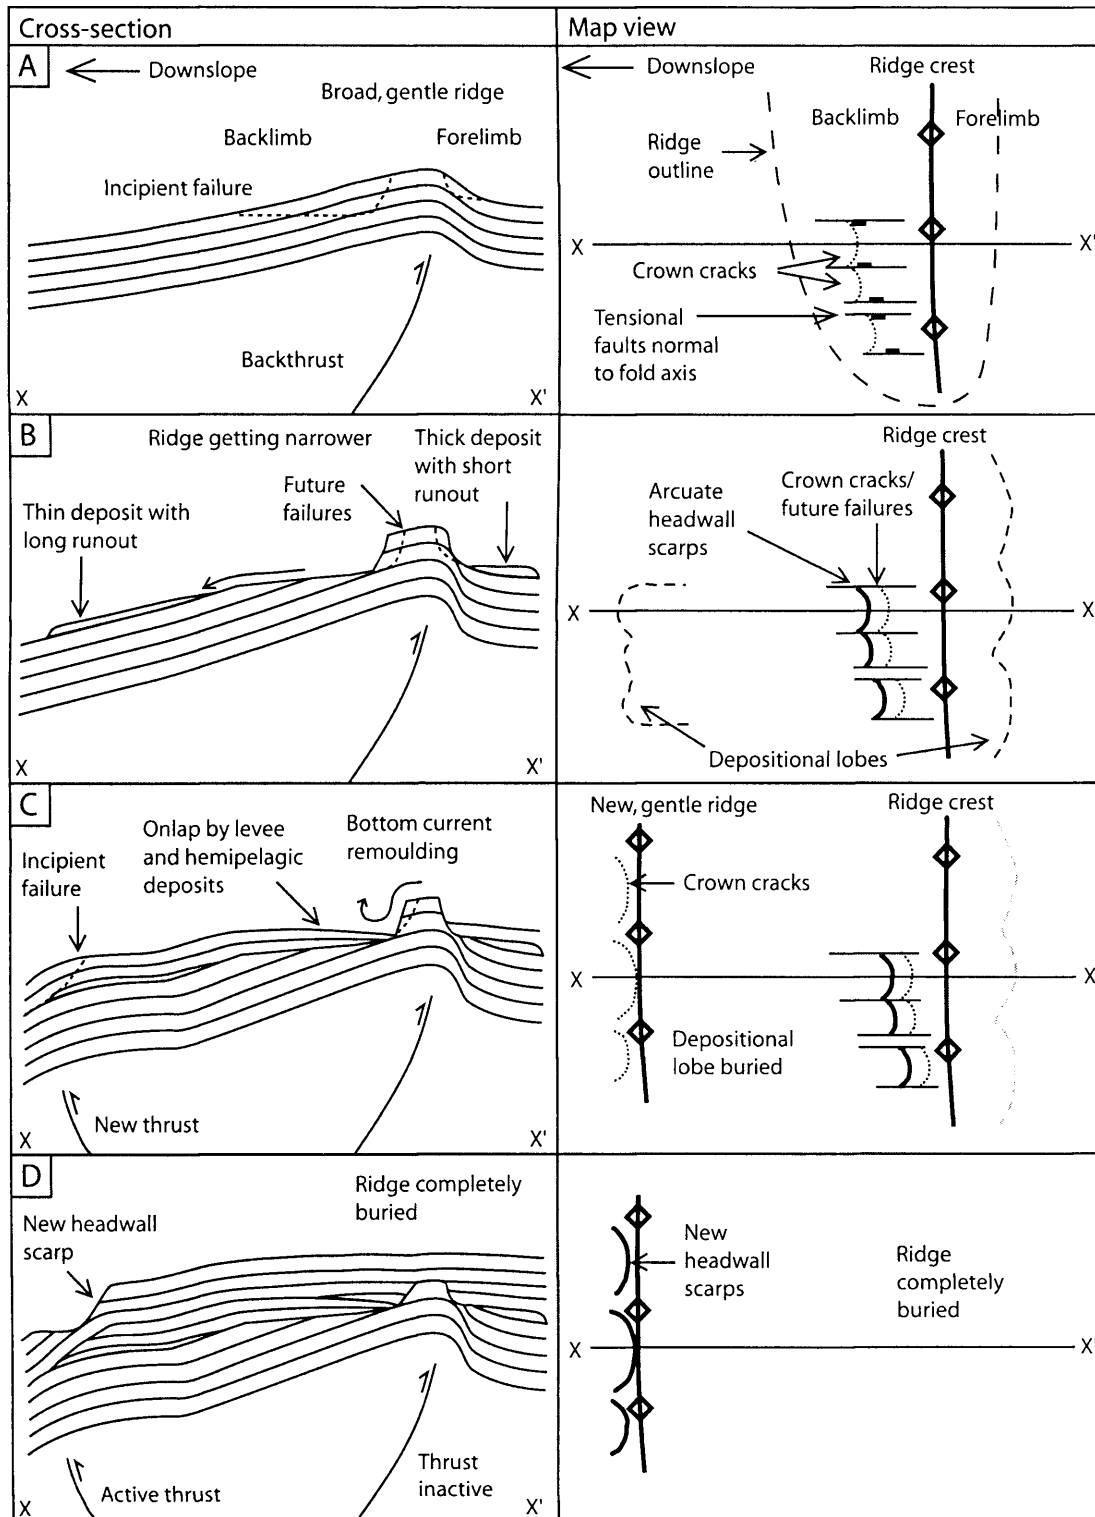 Cross-section
Map view
A
Downslope
Broad, gentle ridge
Backlimb
Forelimb
Incipient failure
Backthrust
X
X'
Downslope
Ridge crest
Backlimb
Forelimb
Ridge
outline
X
X'
Crown cracks
Tensional
faults normal
to fold axis
B
Ridge getting narrower
Thick deposit
with short
runout
Future
failures
Thin deposit with
long runout
X
X'
Ridge crest
Crown cracks/
future failures
Arcuate
headwall
scarps
X
X
Depositional lobes
C
Onlap by levee
and hemipelagic
deposits
Bottom current
remoulding
Incipient
failure
New thrust
X
X'
New, gentle ridge
Ridge crest
Crown cracks
X
X
Depositional
lobe buried
D
Ridge completely
buried
New headwall
scarp
Active thrust
Thrust
inactive
X
X'
New
headwall
scarps
Ridge
completely
buried
X
X'